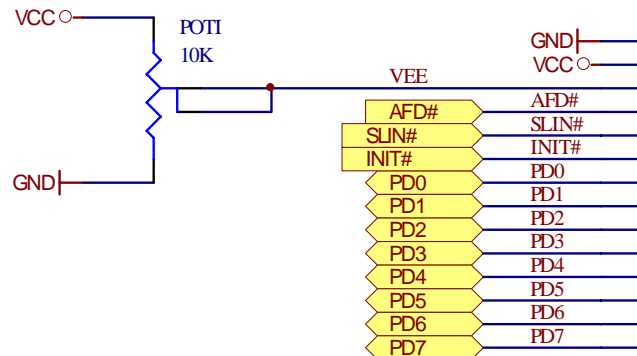 VCC
POTI
10K
GND
VCC
VEE
AFD# AFD#
SLIN# SLIN#
INIT# INIT#
GND
PD0 PD0
PD1 PD1
PD2 PD2
PD3 PD3
PD4 PD4
PD5 PD5
PD6 PD6
PD7 PD7